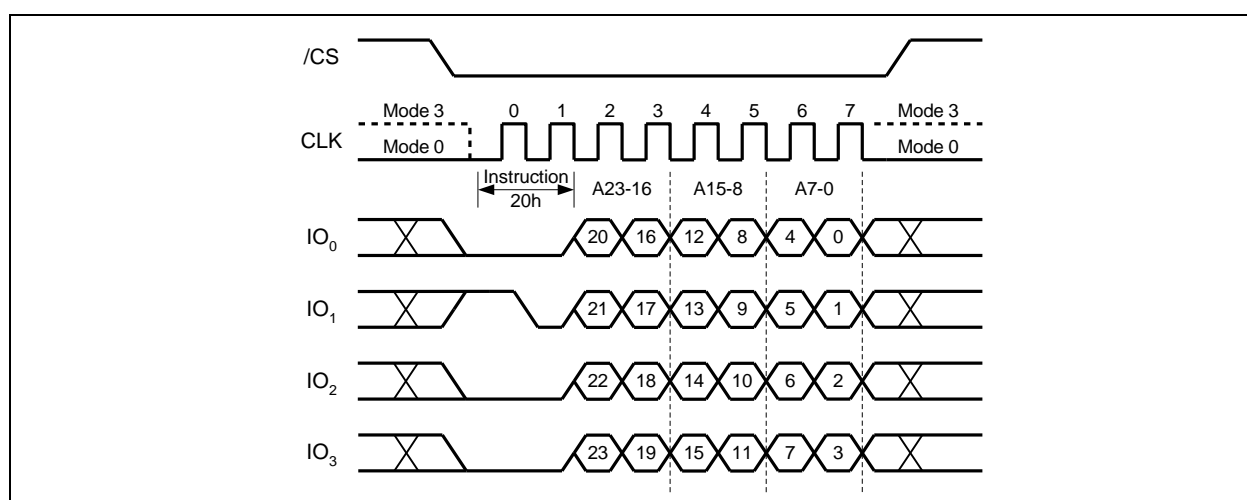 /CS
Mode 3 0 1 2 3 4 5 6 7 Mode 3
CLK
Mode 0 Mode 0
Instruction
20h A23-16 A15-8 A7-0
IO0 20 16 12 8 4 0
IO1 21 17 13 9 5 1
IO2 22 18 14 10 6 2
IO3 23 19 15 11 7 3